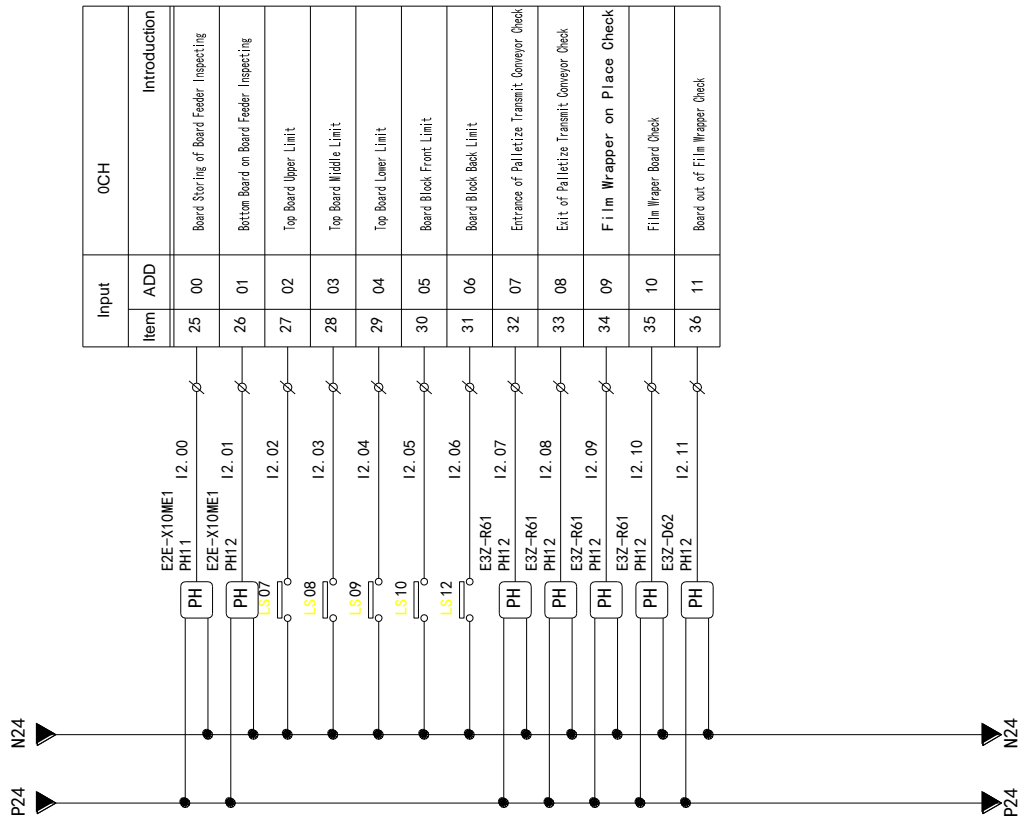 Input 0CH
Item ADD Introduction
25 00 Board Storing of Board Feeder Inspecting
26 01 Bottom Board on Board Feeder Inspecting
27 02 Top Board Upper Limit
28 03 Top Board Middle Limit
29 04 Top Board Lower Limit
30 05 Board Block Front Limit
31 06 Board Block Back Limit
32 07 Entrance of Palletize Transmit Conveyor Check
33 08 Exit of Palletize Transmit Conveyor Check
34 09 Film Wrapper on Place Check
35 10 Film Wraper Board Check
36 11 Board out of Film Wrapper Check
I2.00
I2.01
I2.02
I2.03
I2.04
I2.05
I2.06
I2.07
I2.08
I2.09
I2.10
I2.11
E2E-X10ME1
PH11
PH
E2E-X10ME1
PH12
PH
LS07
LS08
LS09
LS10
LS12
E3Z-R61
PH12
PH
E3Z-R61
PH12
PH
E3Z-R61
PH12
PH
E3Z-R61
PH12
PH
E3Z-D62
PH12
PH
N24
N24
P24
P24